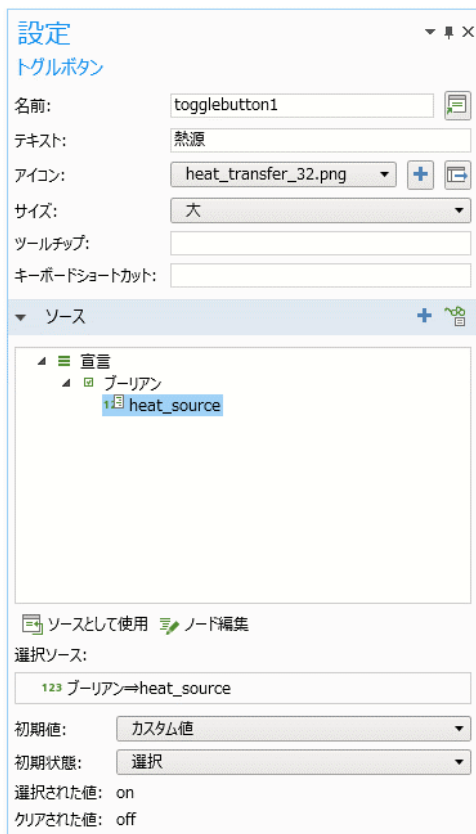 設定
トグルボタン
名前: togglebutton1
テキスト: 熱源
アイコン: heat_transfer_32.png
サイズ: 大
ツールチップ:
キーボードショートカット:
ソース
宣言
ブーリアン
heat_source
ソースとして使用 ノード編集
選択ソース:
123 ブーリアン⇒heat_source
初期値: カスタム値
初期状態: 選択
選択された値: on
クリアされた値: off